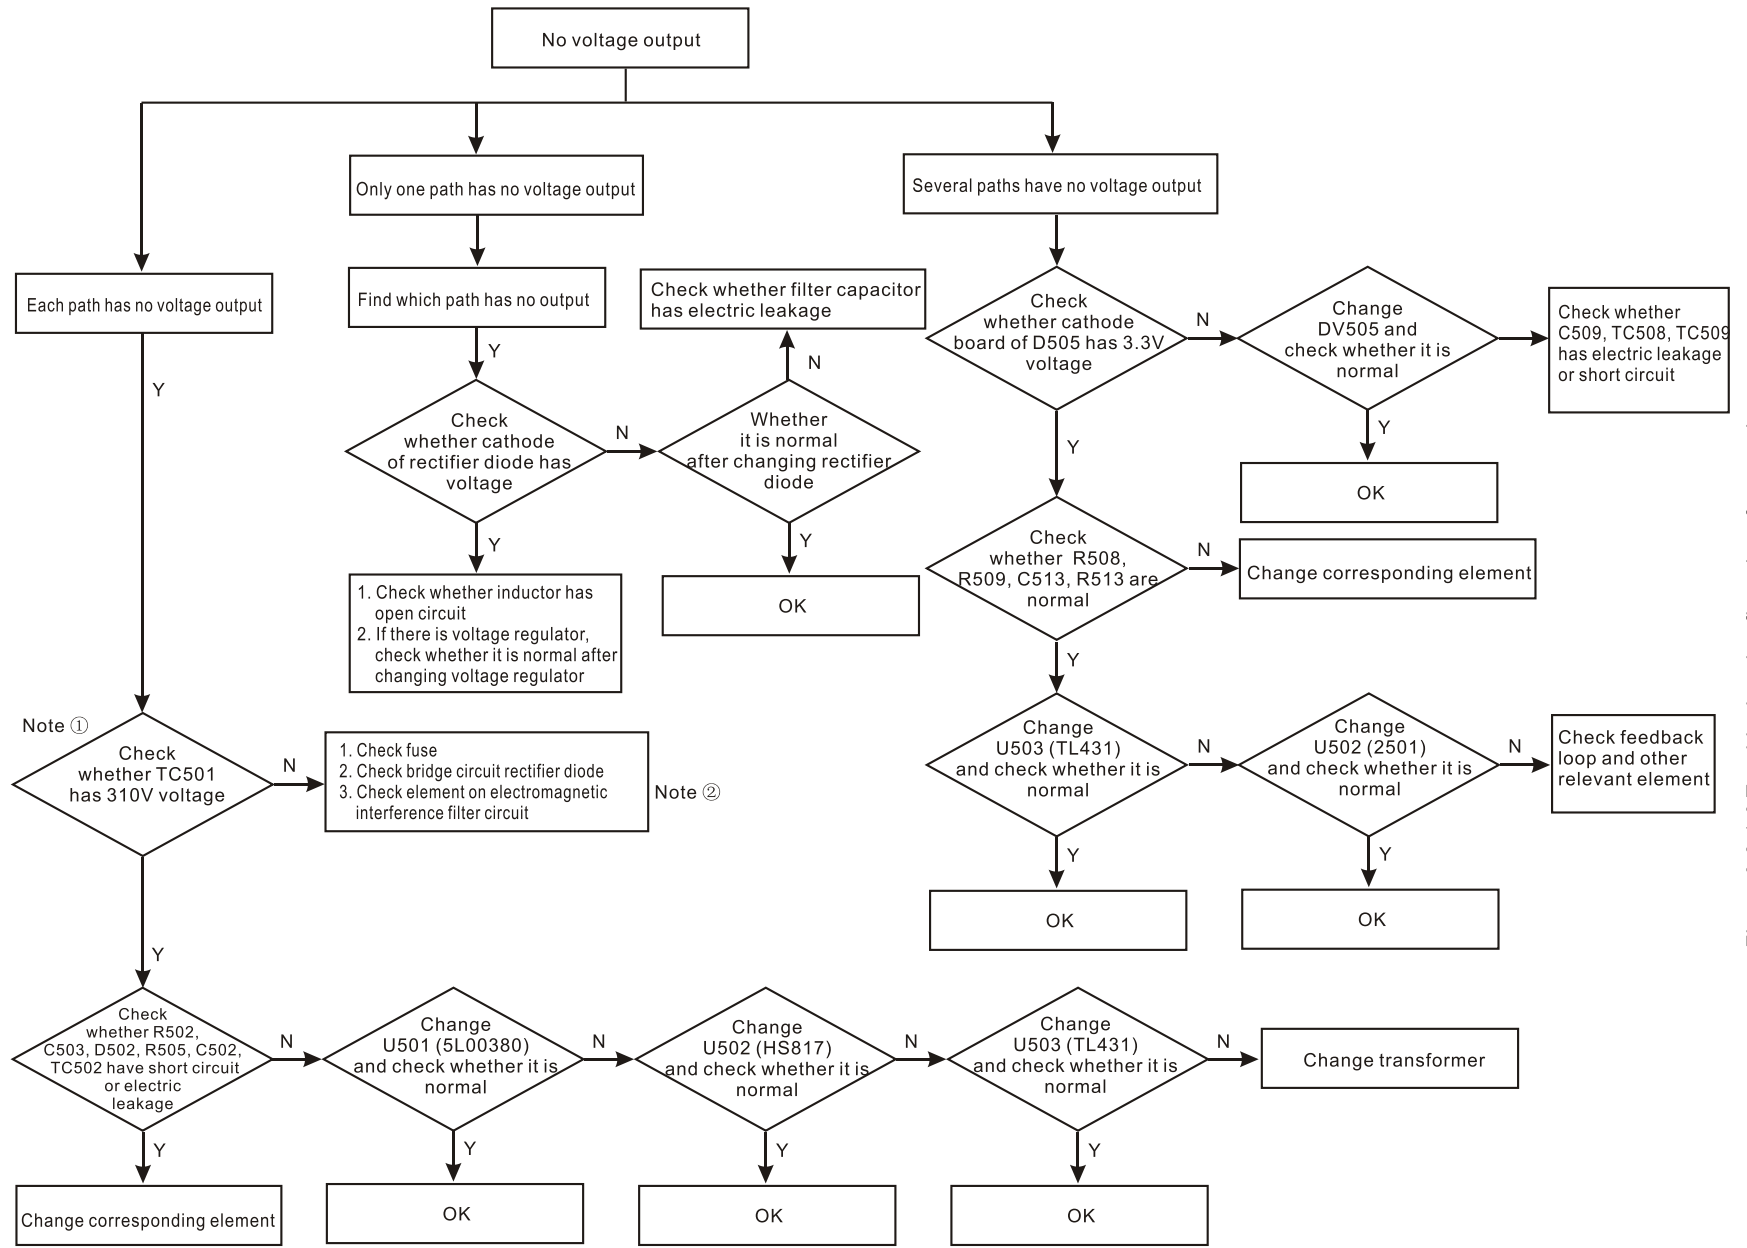 No voltage output
Only one path has no voltage output
Several paths have no voltage output
Each path has no voltage output
Y
Find which path has no output
Y
Check
whether cathode
of rectifier diode has
voltage
N
Whether
it is normal
after changing rectifier
diode
N
Check whether filter capacitor
has electric leakage
Y
OK
Y
1. Check whether inductor has
open circuit
2. If there is voltage regulator,
check whether it is normal after
changing voltage regulator
Check
whether cathode
board of D505 has 3.3V
voltage
N
Change
DV505 and
check whether it is
normal
Check whether
C509, TC508, TC509
has electric leakage
or short circuit
Y
OK
Y
Check
whether R508,
R509, C513, R513 are
normal
N
Change corresponding element
Y
Change
U503 (TL431)
and check whether it is
normal
N
Change
U502 (2501)
and check whether it is
normal
N
Check feedback
loop and other
relevant element
Y
OK
Y
OK
Note ①
Check
whether TC501
has 310V voltage
N
1. Check fuse
2. Check bridge circuit rectifier diode
3. Check element on electromagnetic
interference filter circuit
Note ②
Y
Check
whether R502,
C503, D502, R505, C502,
TC502 have short circuit
or electric
leakage
N
Change
U501 (5L00380)
and check whether it is
normal
N
Change
U502 (HS817)
and check whether it is
normal
N
Change
U503 (TL431)
and check whether it is
normal
N
Change transformer
Y
Change corresponding element
Y
OK
Y
OK
Y
OK